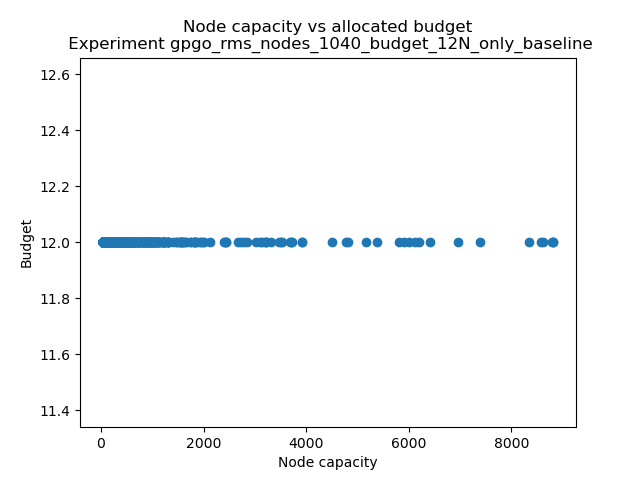 Node capacity vs allocated budget
Experiment gpgo_rms_nodes_1040_budget_12N_only_baseline
12.6
12.4
12.2
12.0
11.8
11.6
11.4
Budget
0 2000 4000 6000 8000
Node capacity